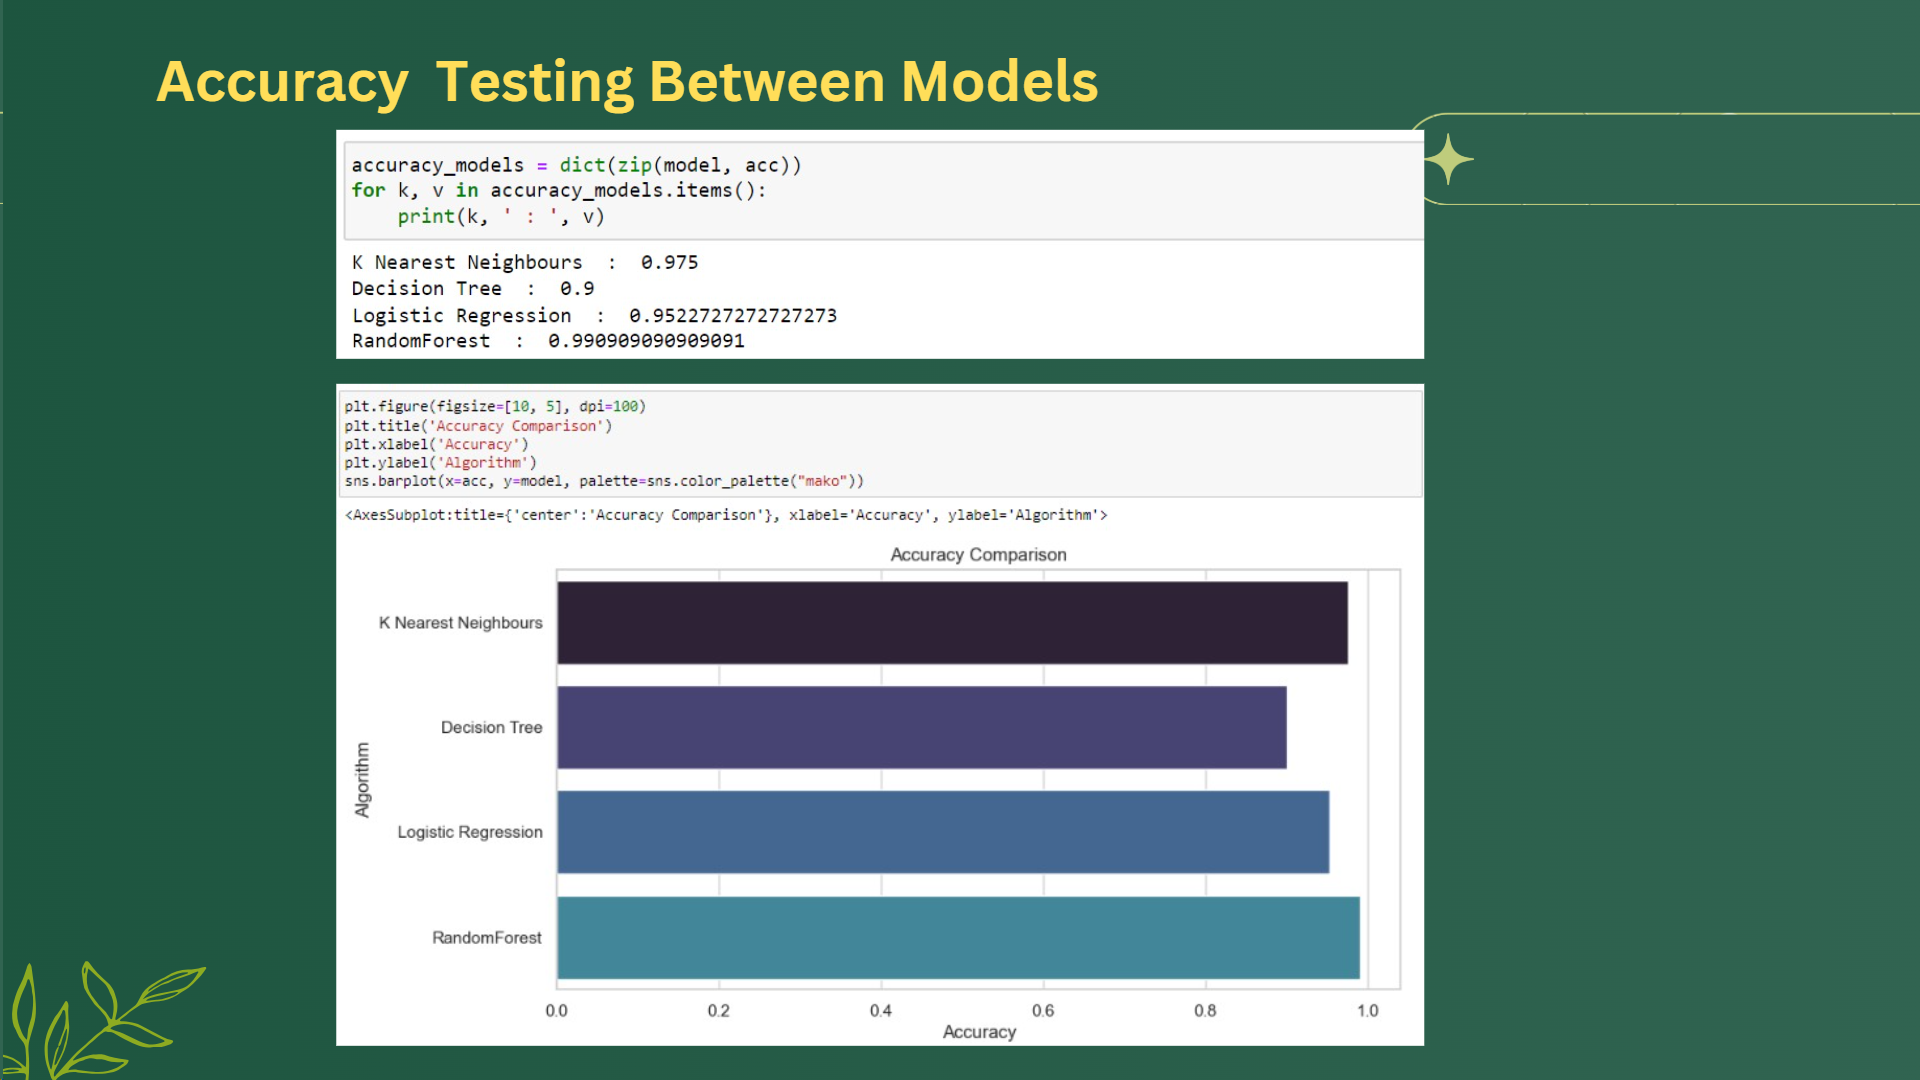 Accuracy  Testing Between Models
accuracy_models = dict(zip(model, acc))
for k, v in accuracy_models.items():
    print(k, ' : ', v)
K Nearest Neighbours  :  0.975
Decision Tree  :  0.9
Logistic Regression  :  0.9522727272727273
RandomForest  :  0.990909090909091
plt.figure(figsize=[10, 5], dpi=100)
plt.title('Accuracy Comparison')
plt.xlabel('Accuracy')
plt.ylabel('Algorithm')
sns.barplot(x=acc, y=model, palette=sns.color_palette("mako"))
<AxesSubplot:title={'center':'Accuracy Comparison'}, xlabel='Accuracy', ylabel='Algorithm'>
Accuracy Comparison
K Nearest Neighbours
Decision Tree
Algorithm
Logistic Regression
RandomForest
0.0 0.2 0.4 0.6 0.8 1.0
Accuracy